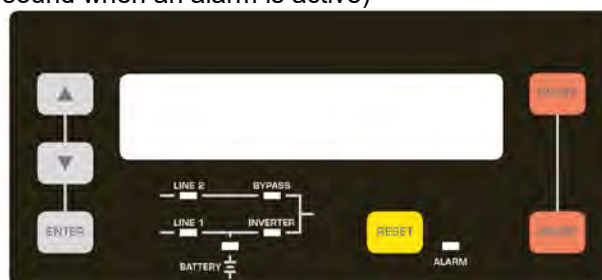 sound when an alarm is active)
LINE 2 BYPASS
LINE 1 INVERTER
ENTER
RESET
BATTERY
ALARM